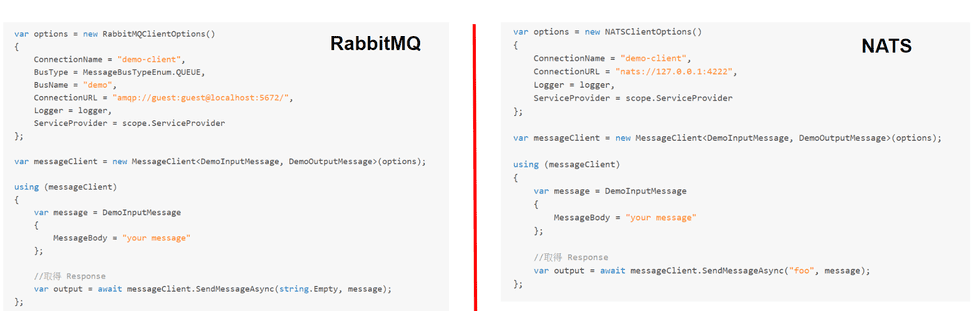 RabbitMQ
var options = new RabbitMQClientOptions()
{
ConnectionName = "demo-client",
BusType = MessageBusTypeEnum.QUEUE,
BusName = "demo",
ConnectionURL = "amqp://guest:guest@localhost:5672/",
Logger = logger,
ServiceProvider = scope.ServiceProvider
};
var messageClient = new MessageClient<DemoInputMessage, DemoOutputMessage>(options);
using (messageClient)
{
var message = DemoInputMessage
{
MessageBody = "your message"
};
//取得 Response
var output = await messageClient.SendMessageAsync(string.Empty, message);
};
NATS
var options = new NATSClientOptions()
{
ConnectionName = "demo-client",
ConnectionURL = "nats://127.0.0.1:4222",
Logger = logger,
ServiceProvider = scope.ServiceProvider
};
var messageClient = new MessageClient<DemoInputMessage, DemoOutputMessage>(options);
using (messageClient)
{
var message = DemoInputMessage
{
MessageBody = "your message"
};
//取得 Response
var output = await messageClient.SendMessageAsync("foo", message);
};